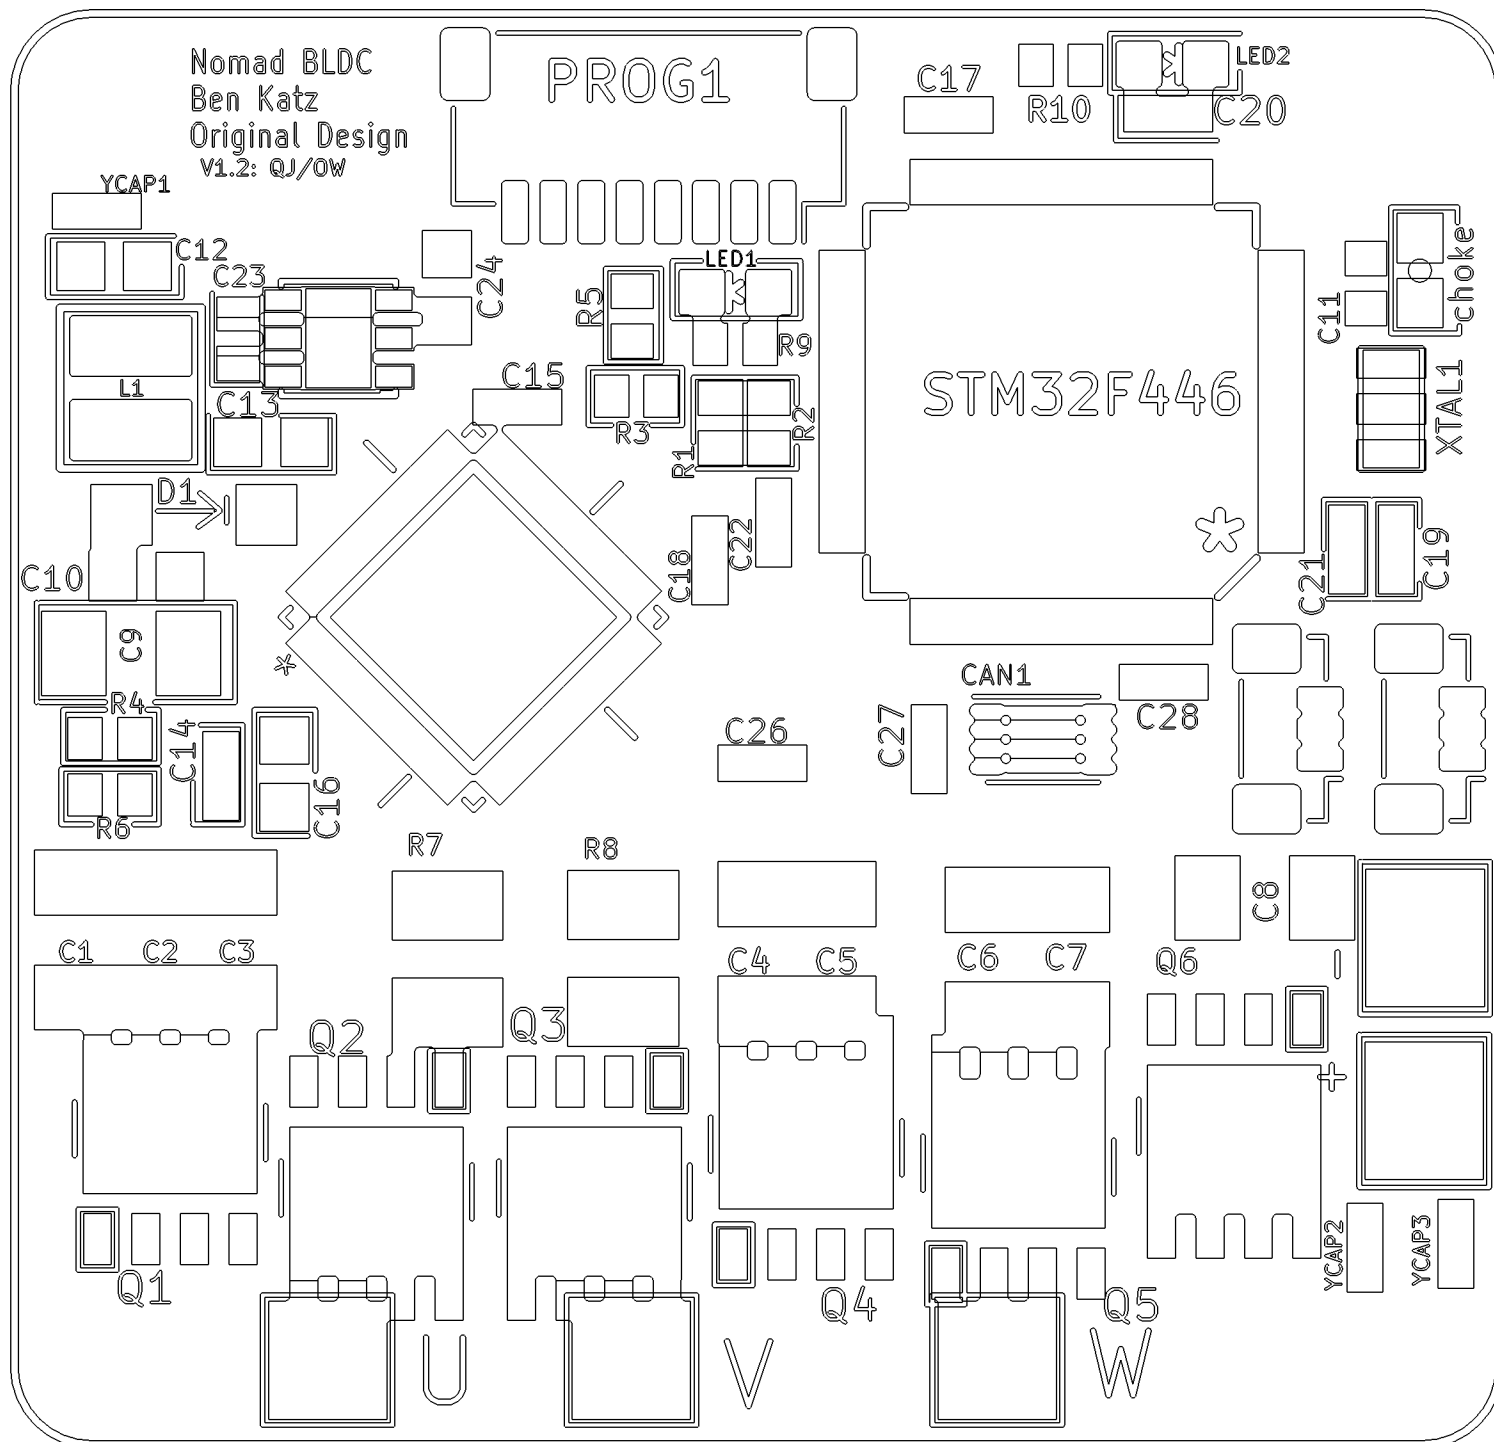 Nomad BLDC
Ben Katz
Original Design
V1.2: QJ/OW
PROG1
C17
R10
LED2
C20
YCAP1
C12
C23
C24
LED1
R5
R9
C11
choke
L1
C13
C15
R3
R1
R2
STM32F446
XTAL1
D1
C10
C9
C18
C22
*
C21
C19
*
R4
C14
R6
C16
CAN1
C26
C27
C28
R7
R8
C8
C1 C2 C3
C4 C5
C6 C7
Q6
Q2
Q3
+
Q1
Q4
Q5
YCAP2
YCAP3
U
V
W